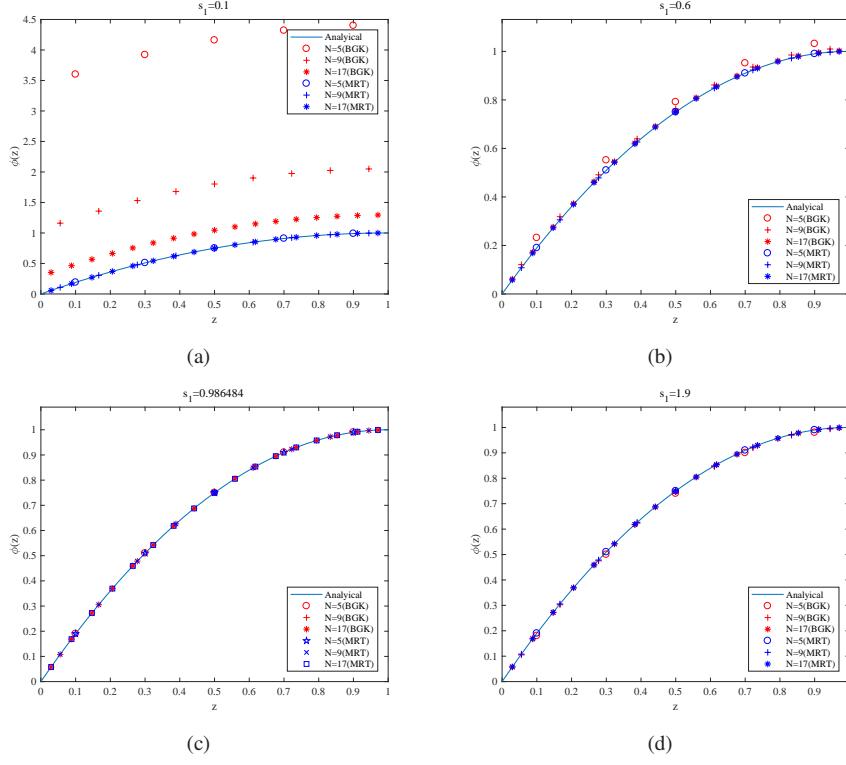 s_1=0.1
4.5
4
3.5
3
2.5
2
1.5
1
0.5
0
ϕ(z)
0 0.1 0.2 0.3 0.4 0.5 0.6 0.7 0.8 0.9 1
z
Analyical
N=5(BGK)
N=9(BGK)
N=17(BGK)
N=5(MRT)
N=9(MRT)
N=17(MRT)
(a)
s_1=0.6
1
0.8
0.6
0.4
0.2
0
ϕ(z)
0.1 0.2 0.3 0.4 0.5 0.6 0.7 0.8 0.9
z
Analyical
N=5(BGK)
N=9(BGK)
N=17(BGK)
N=5(MRT)
N=9(MRT)
N=17(MRT)
(b)
s_1=0.986484
1
0.9
0.8
0.7
0.6
0.5
0.4
0.3
0.2
0.1
0
ϕ(z)
0 0.1 0.2 0.3 0.4 0.5 0.6 0.7 0.8 0.9
z
Analyical
N=5(BGK)
N=9(BGK)
N=17(BGK)
N=5(MRT)
N=9(MRT)
N=17(MRT)
(c)
s_1=1.9
1
0.9
0.8
0.7
0.6
0.5
0.4
0.3
0.2
0.1
0
ϕ(z)
0.1 0.2 0.3 0.4 0.5 0.6 0.7 0.8 0.9
z
Analyical
N=5(BGK)
N=9(BGK)
N=17(BGK)
N=5(MRT)
N=9(MRT)
N=17(MRT)
(d)